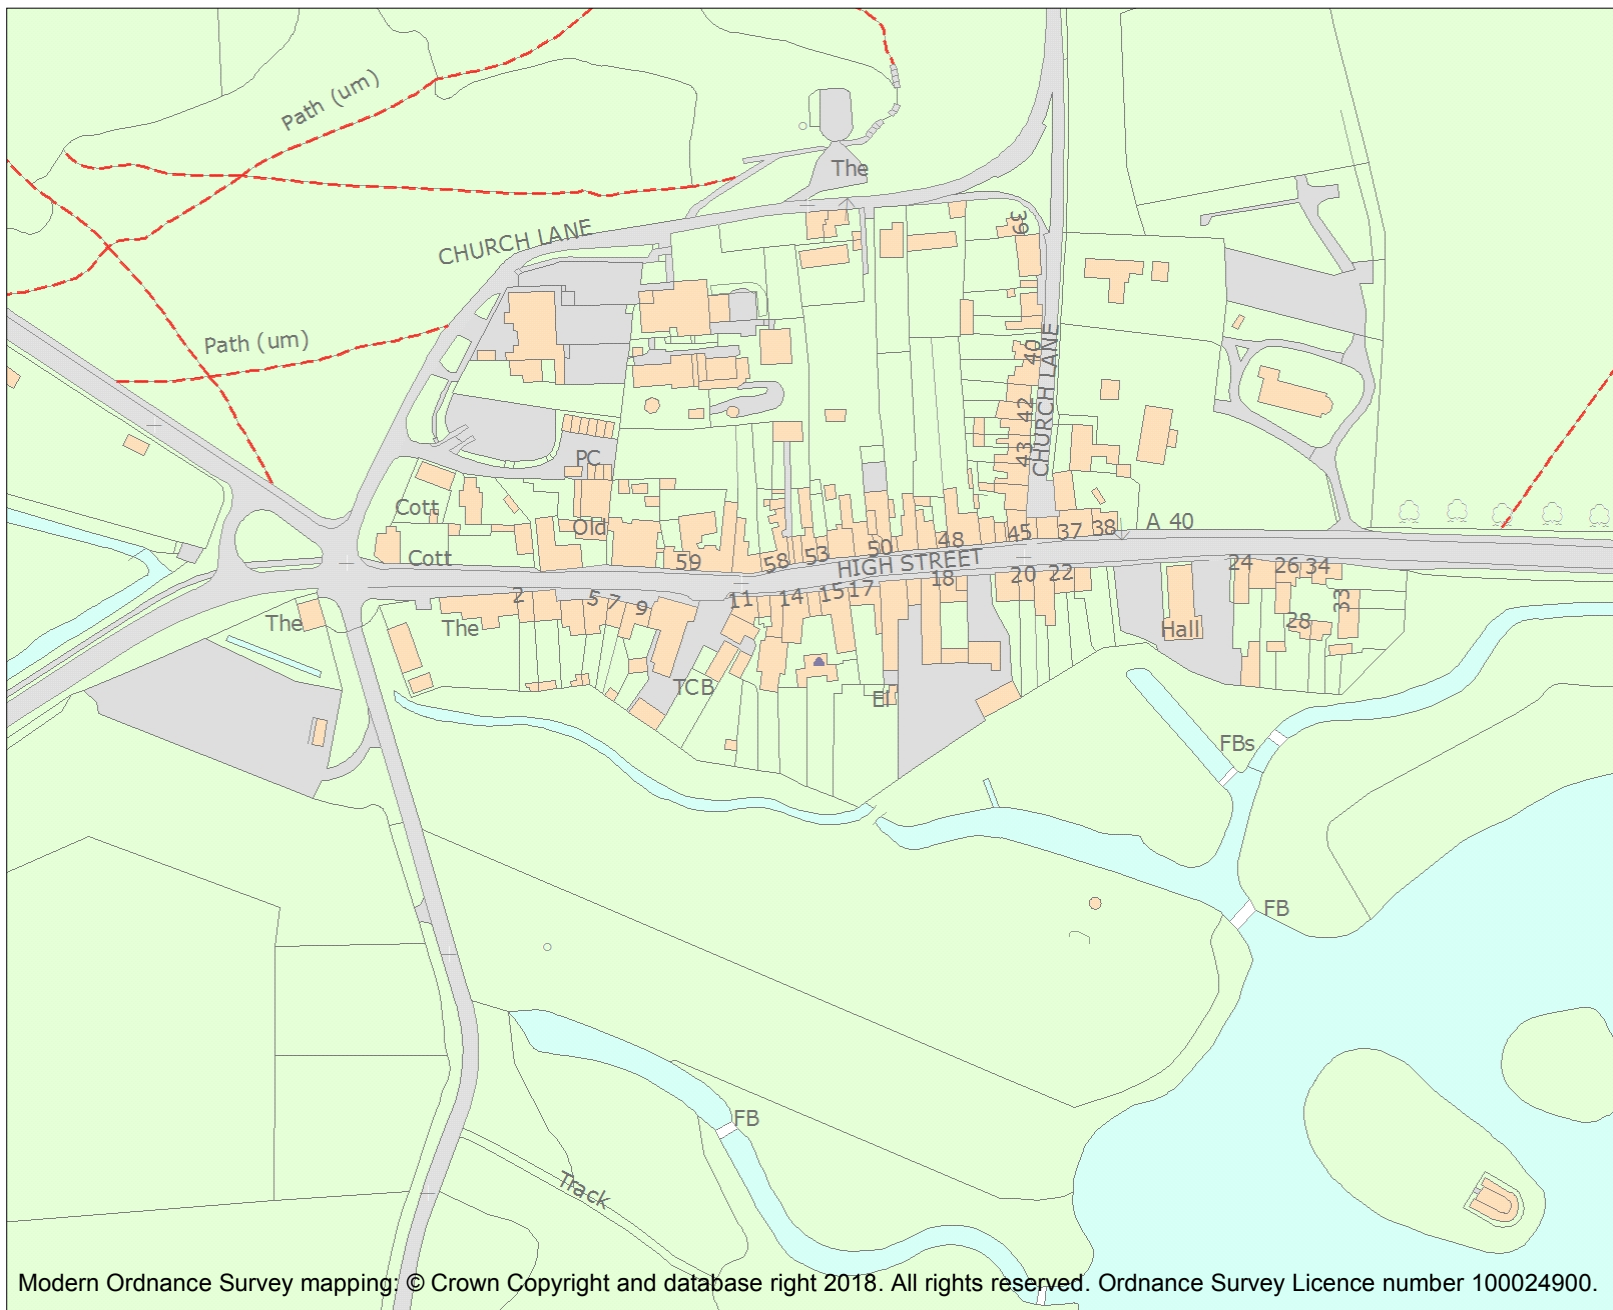 Path (um)
The
CHURCH LANE
39
Path (um)
40
CHURCH LANE
42
43
PC
Cott
Old
Cott
59
58
53
50
48
45
37
38
A 40
HIGH STREET
2
5
7
9
11
14
15
17
18
20
22
24
26
34
33
28
The
The
Hall
TCB
El
FBs
FB
FB
Track
Modern Ordnance Survey mapping: © Crown Copyright and database right 2018. All rights reserved. Ordnance Survey Licence number 100024900.